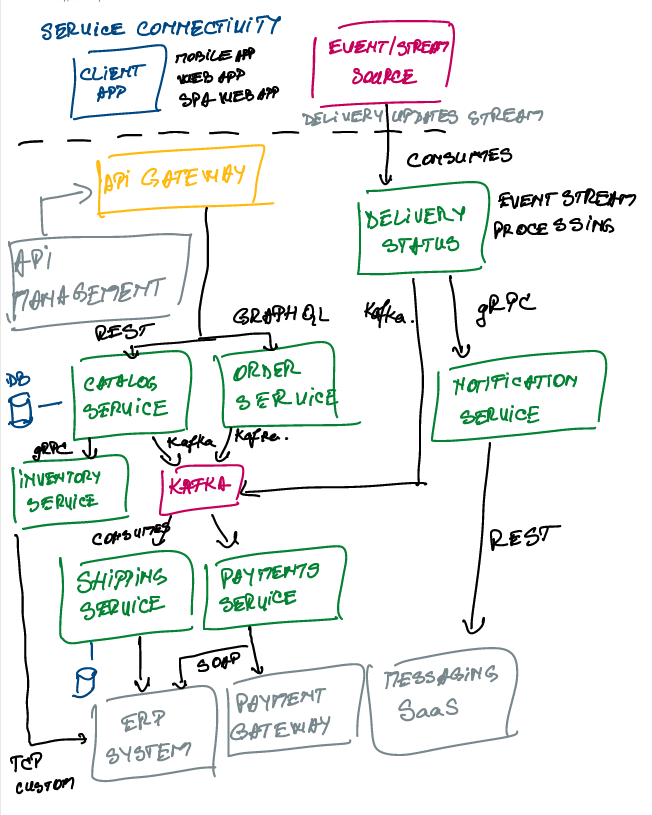 SERVICE CONNECTIVITY
CLIENT
APP
MOBILE APP
WEB APP
SPA WEB APP
EVENT/STREAM
SOURCE
DELIVERY UPDATES STREAM
CONSUMES
API GATEWAY
DELIVERY
STATUS
EVENT STREAM
PROCESSING
API
MANAGEMENT
REST
GRAPHQL
Kafka.
gRPC
DB
CATALOG
SERVICE
ORDER
SERVICE
NOTIFICATION
SERVICE
gRPC
Kafka
Kafka.
INVENTORY
SERVICE
KAFKA
CONSUMES
REST
SHIPPING
SERVICE
PAYMENTS
SERVICE
SOAP
ERP
SYSTEM
PAYMENT
GATEWAY
MESSAGING
SaaS
TCP
CUSTOM